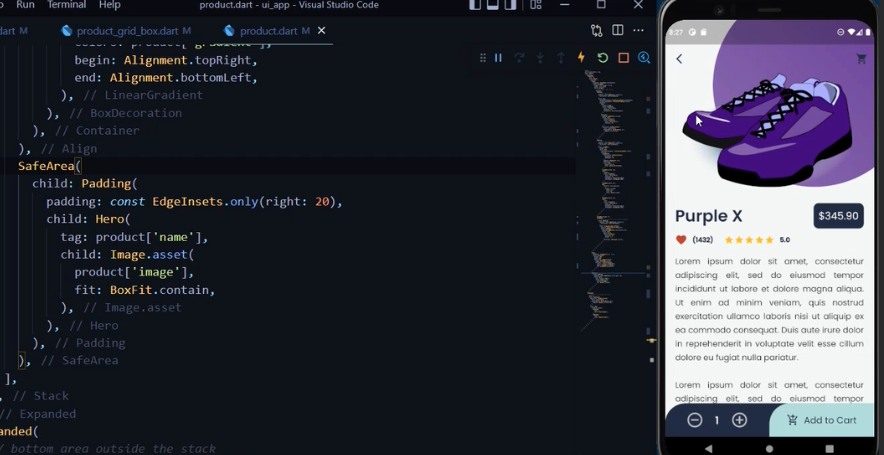 Run Terminal Help
product.dart - ui_app - Visual Studio Code
dart M
product_grid_box.dart M
product.dart M
begin: Alignment.topRight,
end: Alignment.bottomLeft,
), // LinearGradient
), // BoxDecoration
), // Container
), // Align
SafeArea(
child: Padding(
padding: const EdgeInsets.only(right: 20),
child: Hero(
tag: product['name'],
child: Image.asset(
product['image'],
fit: BoxFit.contain,
), // Image.asset
), // Hero
), // Padding
), // SafeArea
],
, // Stack
// Expanded
anded(
/ bottom area outside the stack
8:27
Purple X
$345.90
(1432)
5.0
Lorem ipsum dolor sit amet, consectetur
adipiscing elit, sed do eiusmod tempor
incididunt ut labore et dolore magna aliqua.
Ut enim ad minim veniam, quis nostrud
exercitation ullamco laboris nisi ut aliquip ex
ea commodo consequat. Duis aute irure dolor
in reprehenderit in voluptate velit esse cillum
dolore eu fugiat nulla pariatur.
Lorem ipsum dolor sit amet, consectetur
adipiscing elit, sed do eiusmod tempor
1
Add to Cart